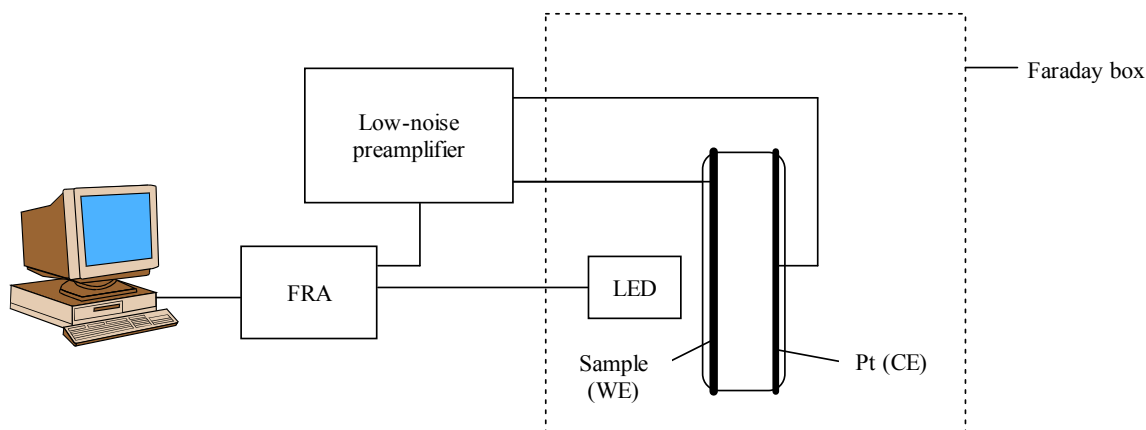 Faraday box
Low-noise
preamplifier
FRA
LED
Sample
(WE)
Pt (CE)